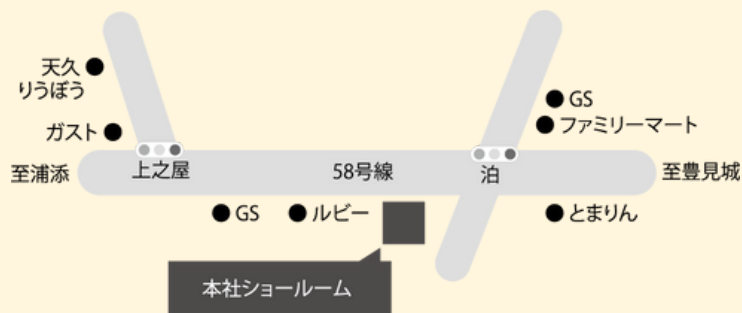 天久
りうぼう
ガスト
GS
ファミリーマート
至浦添
上之屋
58号線
泊
至豊見城
GS
ルビー
とまりん
本社ショールーム